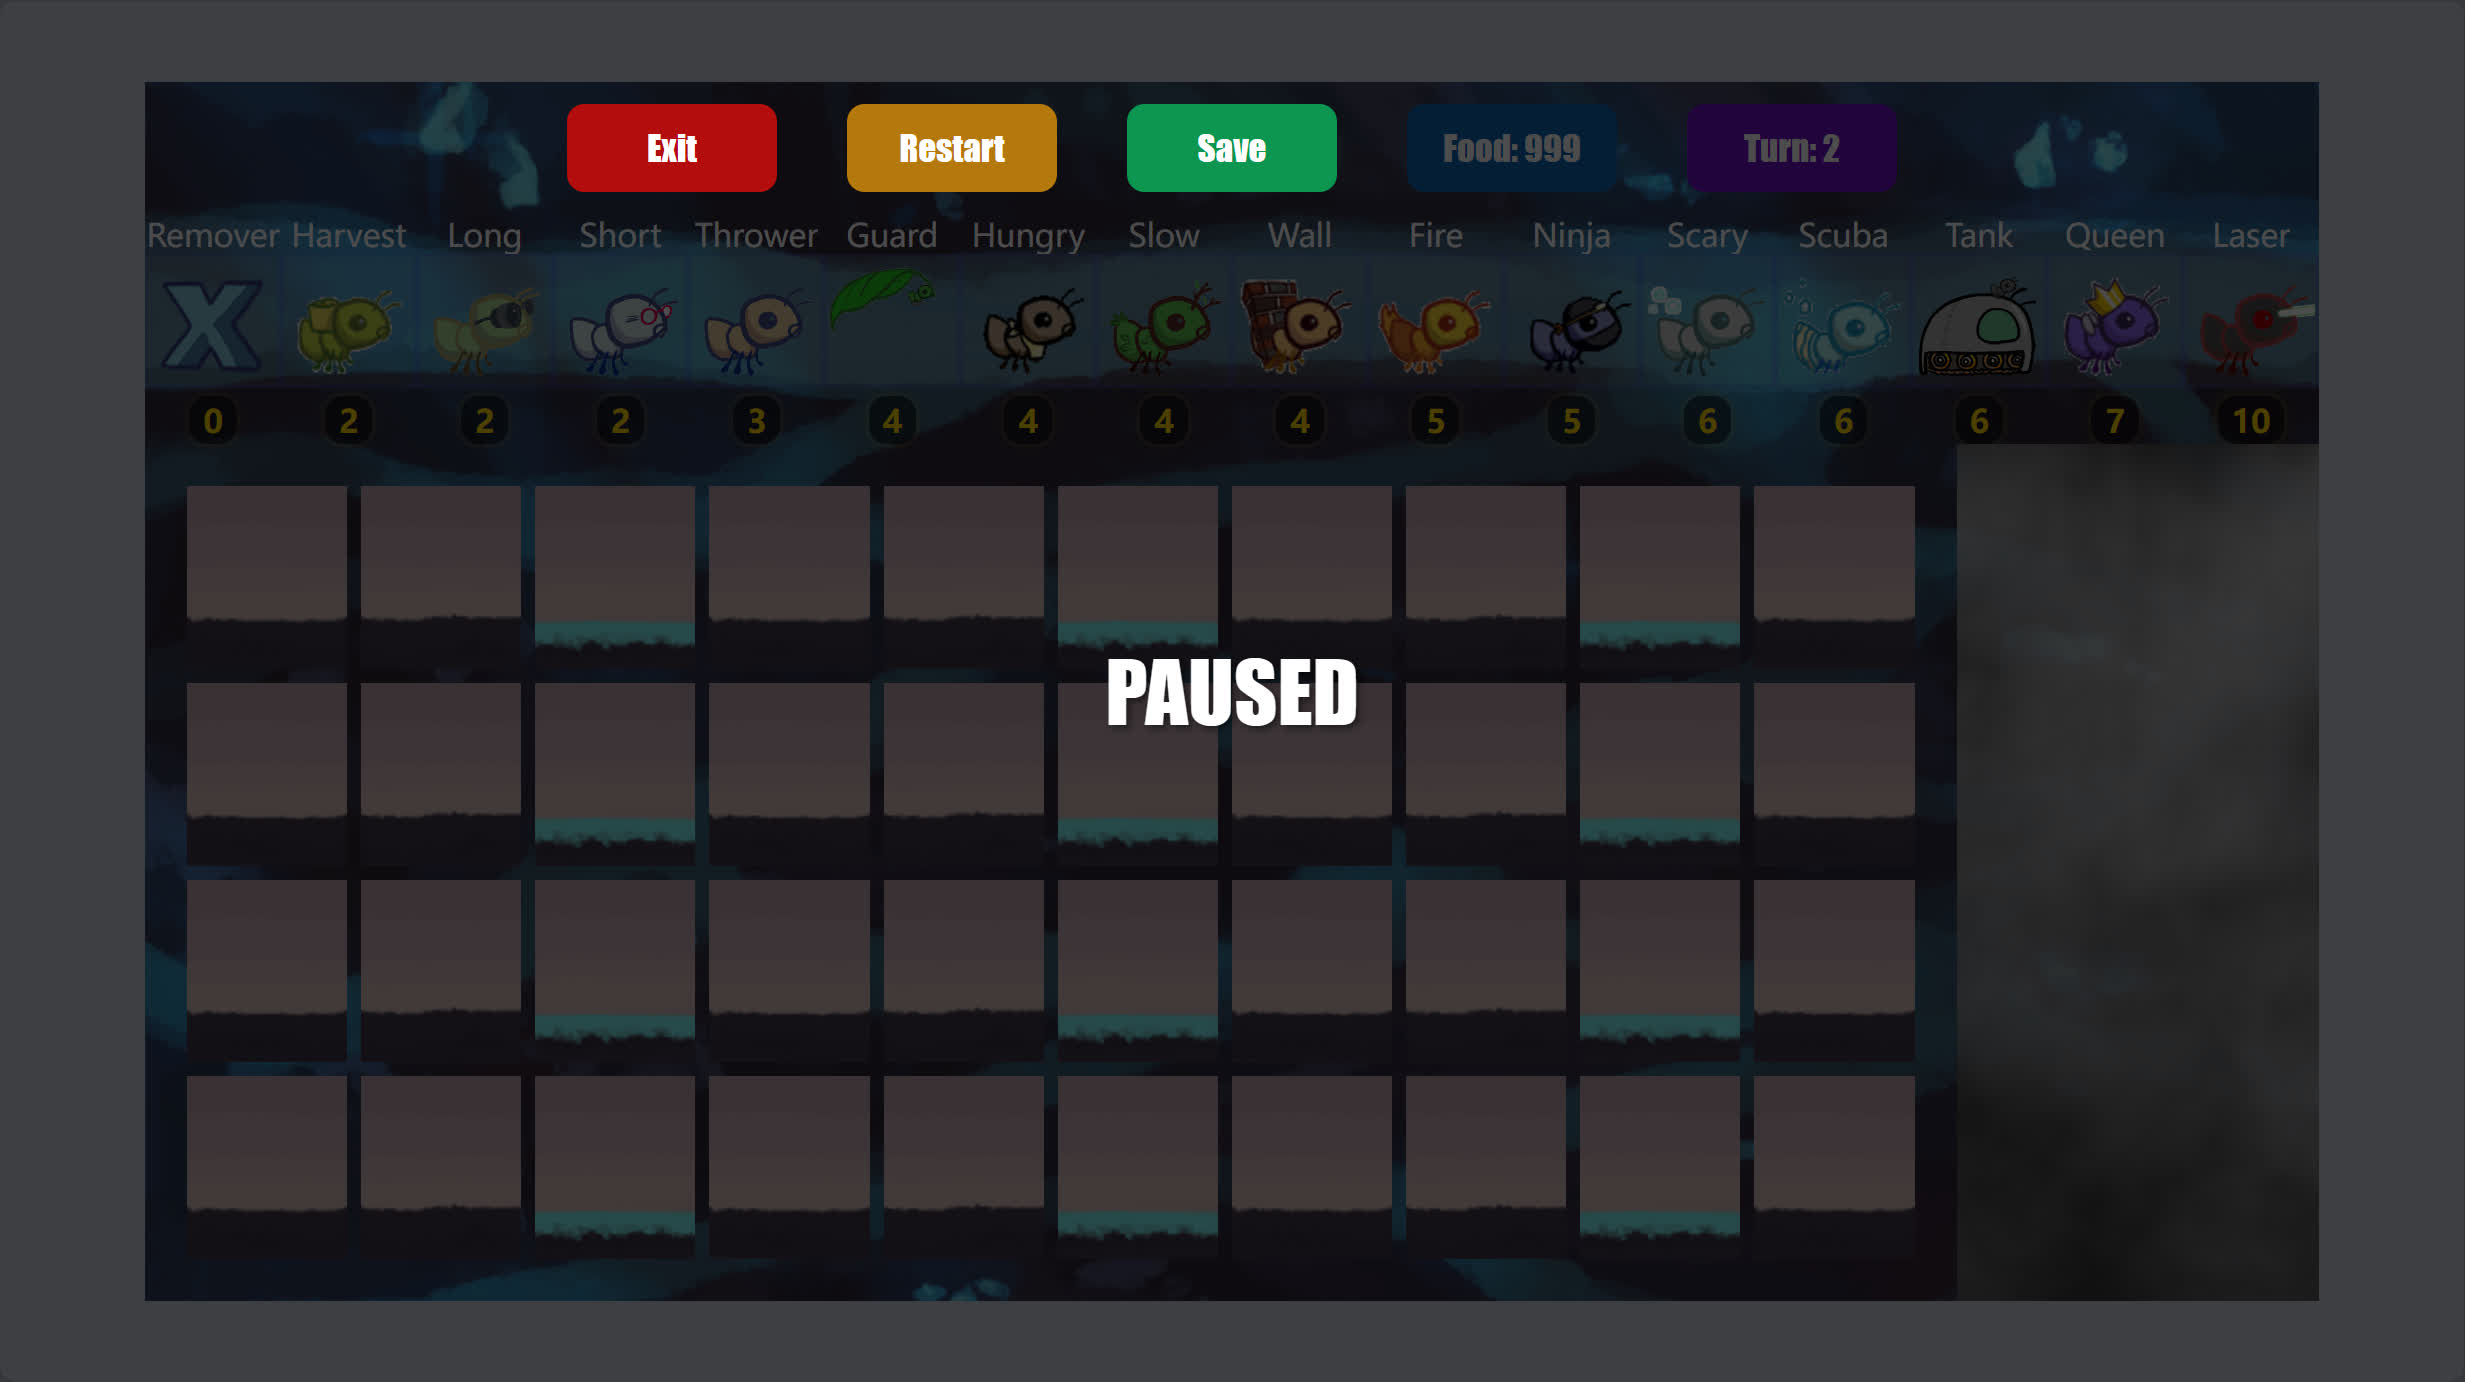 Exit Restart Save Food: 999 Turn: 2
Remover Harvest Long Short Thrower Guard Hungry Slow Wall Fire Ninja Scary Scuba Tank Queen Laser
X
0 2 2 2 3 4 4 4 4 5 5 6 6 6 7 10
PAUSED